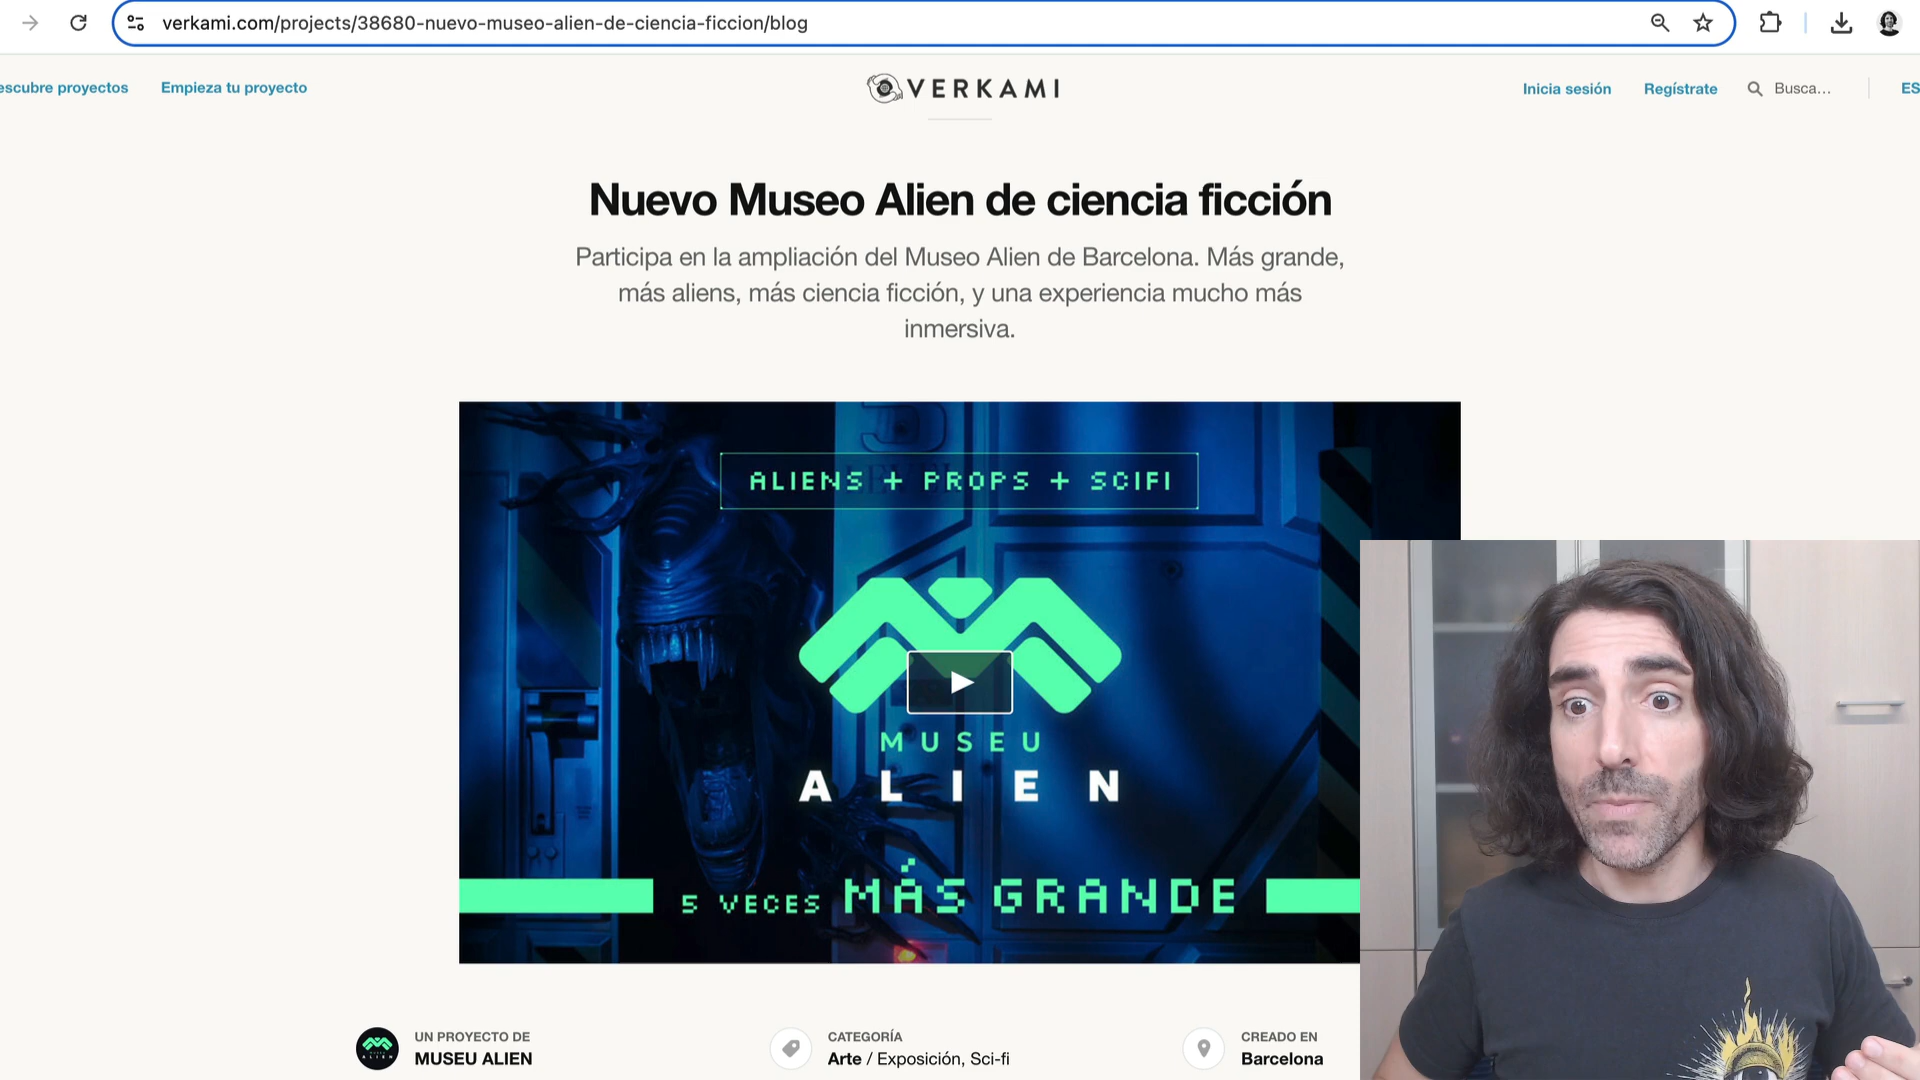 verkami.com/projects/38680-nuevo-museo-alien-de-ciencia-ficcion/blog
escubre proyectos
Empieza tu proyecto
VERKAMI
Inicia sesión
Regístrate
Busca...
ES
Nuevo Museo Alien de ciencia ficción
Participa en la ampliación del Museo Alien de Barcelona. Más grande,
más aliens, más ciencia ficción, y una experiencia mucho más
inmersiva.
ALIENS + PROPS + SCIFI
MUSEU
ALIEN
5 VECES MÁS GRANDE
UN PROYECTO DE
MUSEU ALIEN
CATEGORÍA
Arte / Exposición, Sci-fi
CREADO EN
Barcelona